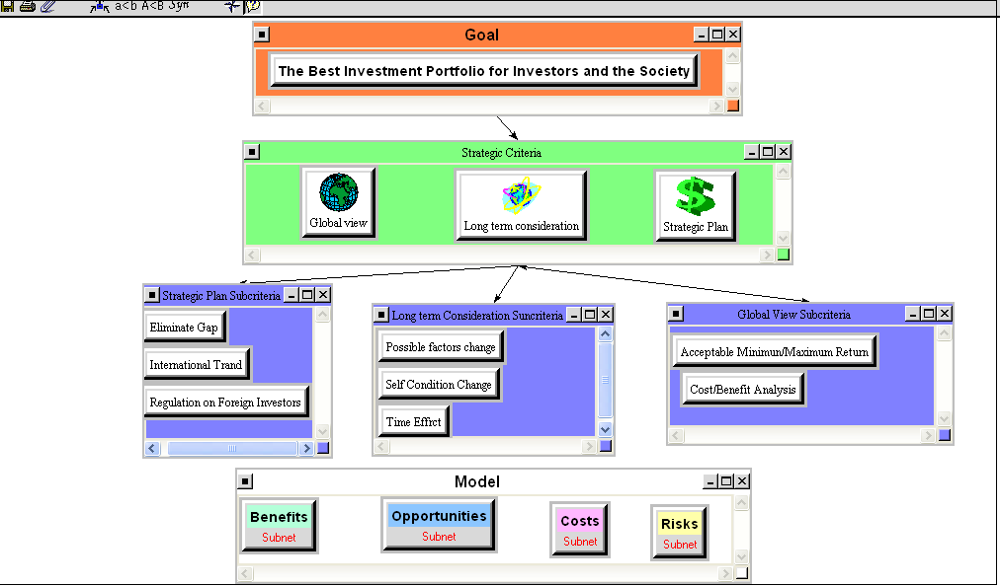 a<b A<B Syn
Goal
The Best Investment Portfolio for Investors and the Society
Strategic Criteria
Global view
Long term consideration
Strategic Plan
Strategic Plan Subcriteria
Eliminate Gap
International Trand
Regulation on Foreign Investors
Long term Consideration Suncriteria
Possible factors change
Self Condition Change
Time Effrct
Global View Subcriteria
Acceptable Minimun/Maximum Return
Cost/Benefit Analysis
Model
Benefits
Subnet
Opportunities
Subnet
Costs
Subnet
Risks
Subnet